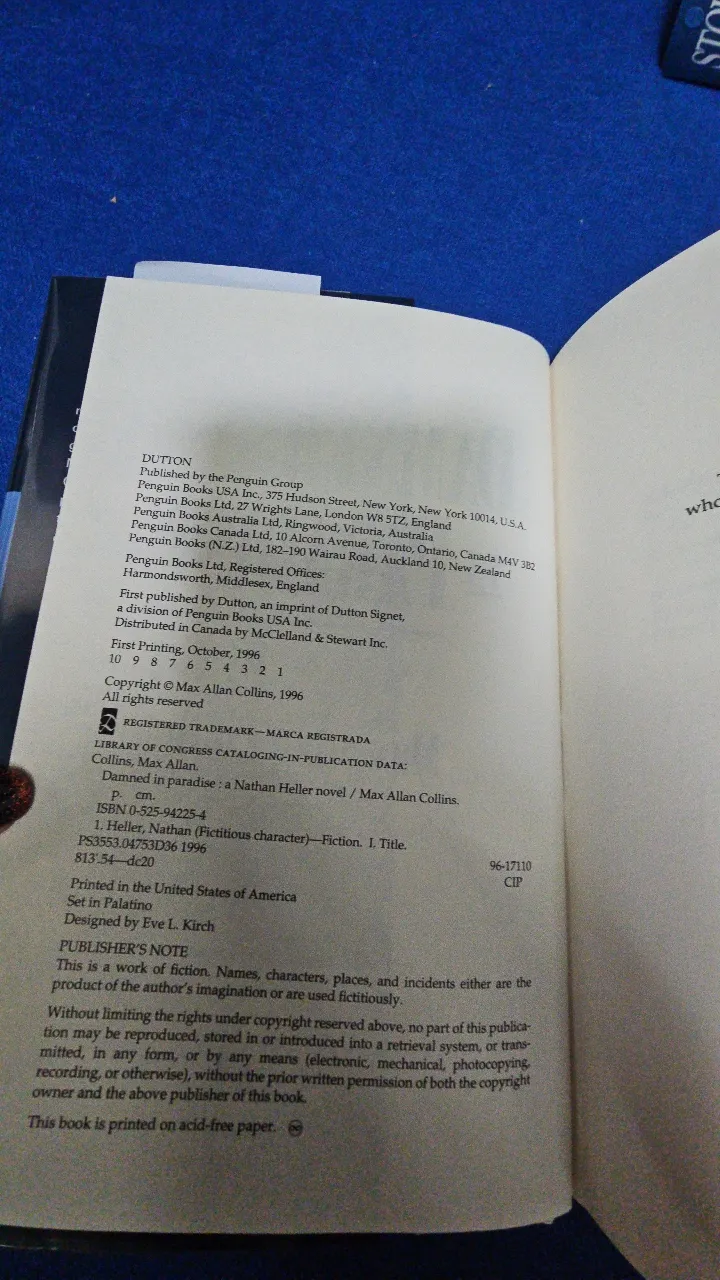 STO
DUTTON
Published by the Penguin Group
Penguin Books USA Inc., 375 Hudson Street, New York, New York 10014, U.S.A.
Penguin Books Ltd, 27 Wrights Lane, London W8 5TZ, England
Penguin Books Australia Ltd, Ringwood, Victoria, Australia
Penguin Books Canada Ltd, 10 Alcorn Avenue, Toronto, Ontario, Canada M4V 3B2
Penguin Books (N.Z.) Ltd, 182–190 Wairau Road, Auckland 10, New Zealand
Penguin Books Ltd, Registered Offices:
Harmondsworth, Middlesex, England
First published by Dutton, an imprint of Dutton Signet,
a division of Penguin Books USA Inc.
Distributed in Canada by McClelland & Stewart Inc.
First Printing, October, 1996
10 9 8 7 6 5 4 3 2 1
Copyright © Max Allan Collins, 1996
All rights reserved
REGISTERED TRADEMARK—MARCA REGISTRADA
LIBRARY OF CONGRESS CATALOGING-IN-PUBLICATION DATA:
Collins, Max Allan.
Damned in paradise : a Nathan Heller novel / Max Allan Collins.
p. cm.
ISBN 0-525-94225-4
1. Heller, Nathan (Fictitious character)—Fiction. I. Title.
PS3553.O4753D36 1996
813'.54—dc20
96-17110
CIP
Printed in the United States of America
Set in Palatino
Designed by Eve L. Kirch
PUBLISHER'S NOTE
This is a work of fiction. Names, characters, places, and incidents either are the
product of the author's imagination or are used fictitiously.
Without limiting the rights under copyright reserved above, no part of this publica-
tion may be reproduced, stored in or introduced into a retrieval system, or trans-
mitted, in any form, or by any means (electronic, mechanical, photocopying,
recording, or otherwise), without the prior written permission of both the copyright
owner and the above publisher of this book.
This book is printed on acid-free paper.
who